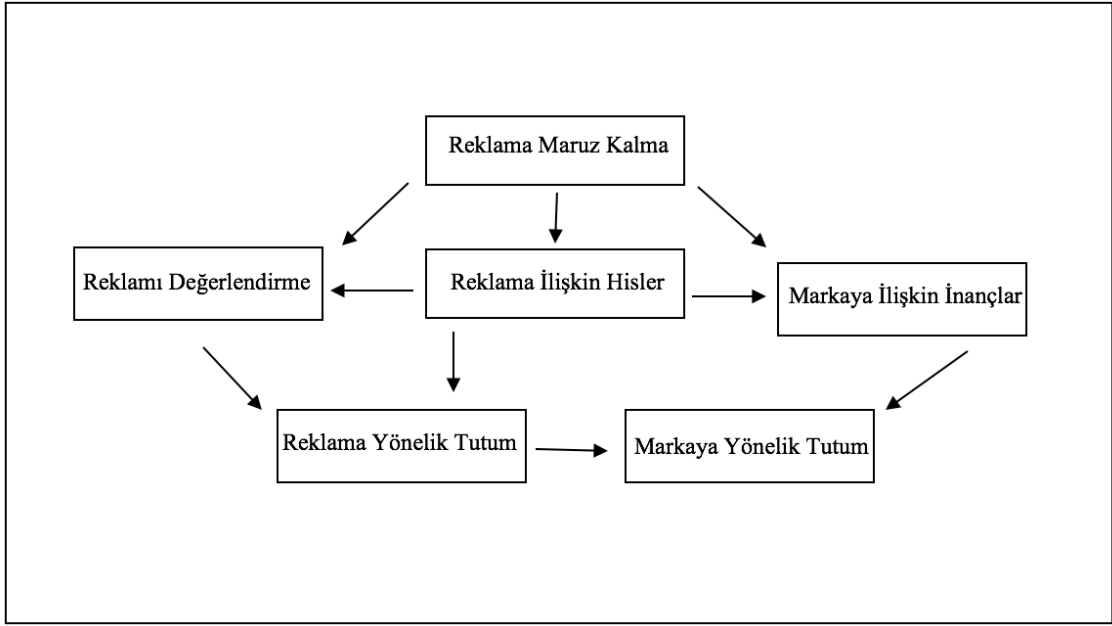 Reklama Maruz Kalma
Reklamı Değerlendirme
Reklama İlişkin Hisler
Markaya İlişkin İnançlar
Reklama Yönelik Tutum
Markaya Yönelik Tutum